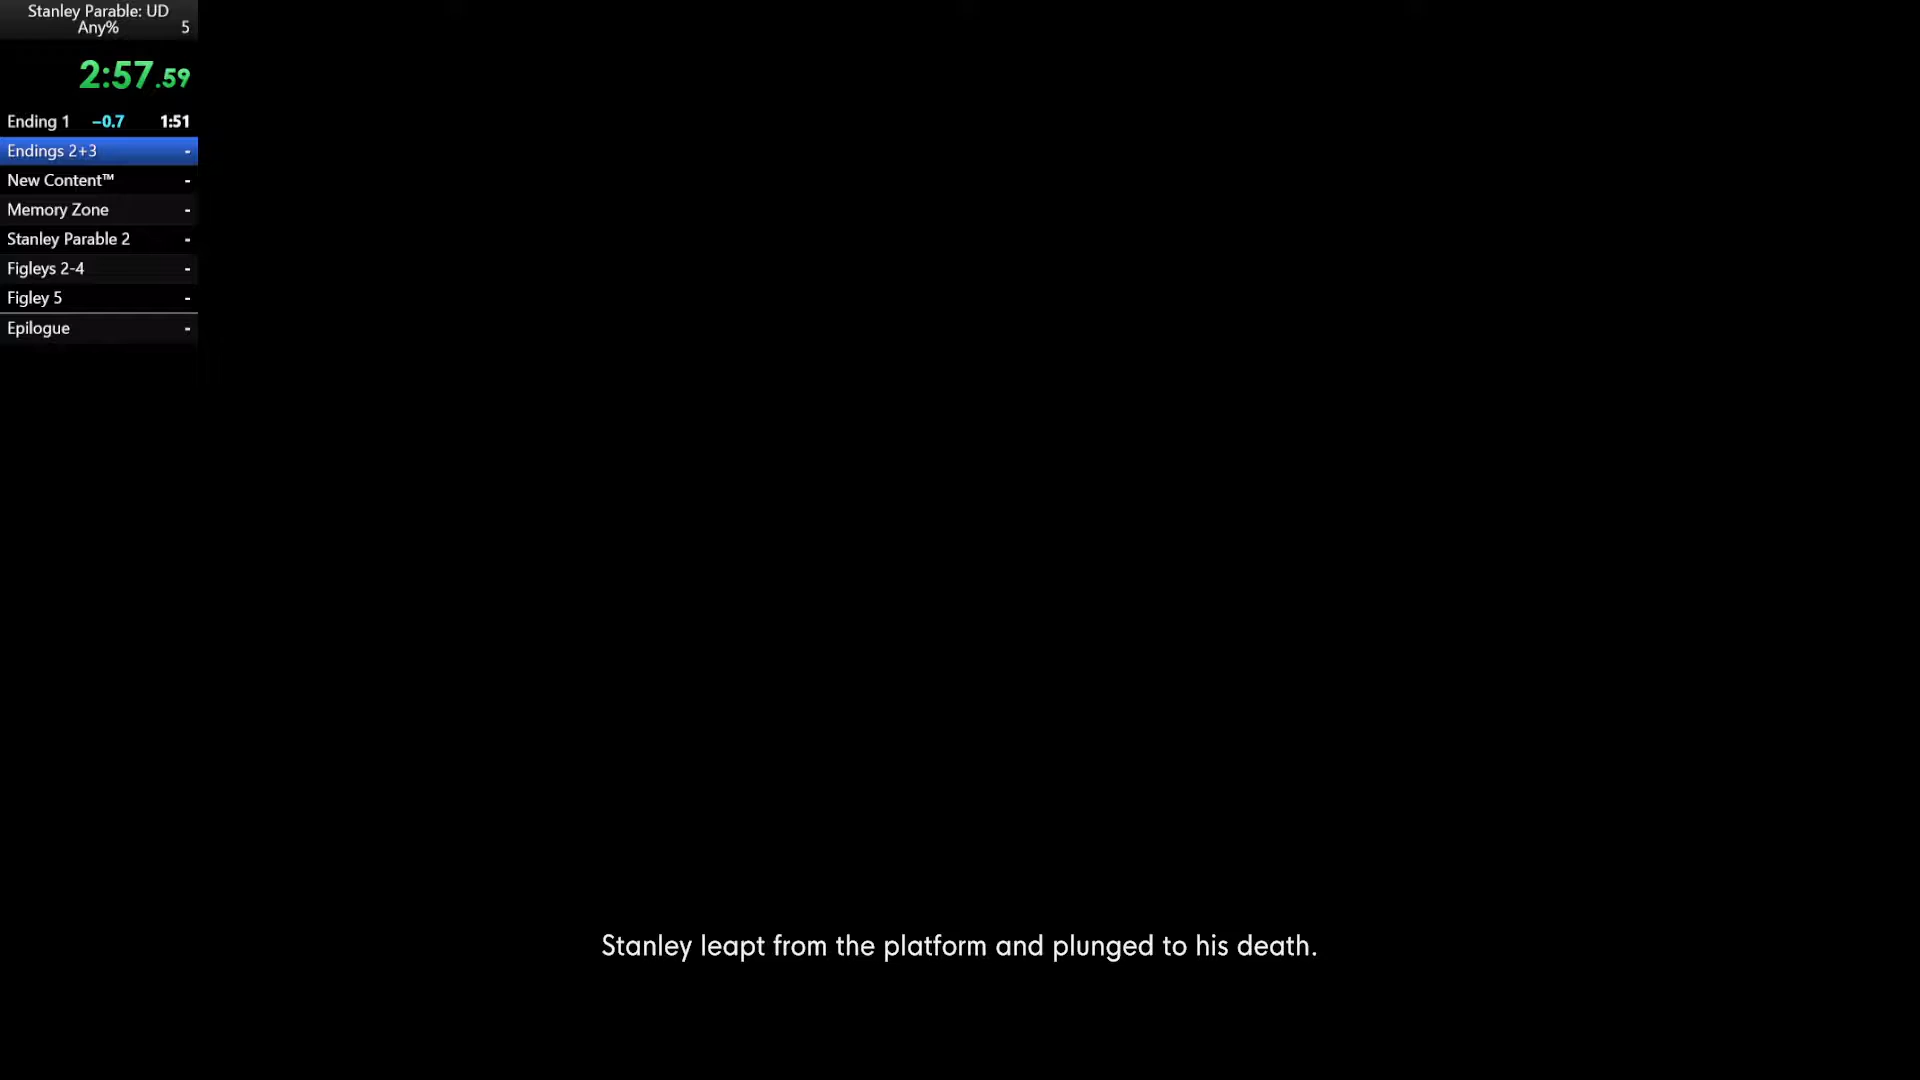 Stanley Parable: UD
Any% 5
2:57.59
Ending 1 −0.7 1:51
Endings 2+3 -
New Content™ -
Memory Zone -
Stanley Parable 2 -
Figleys 2-4 -
Figley 5 -
Epilogue -
Stanley leapt from the platform and plunged to his death.